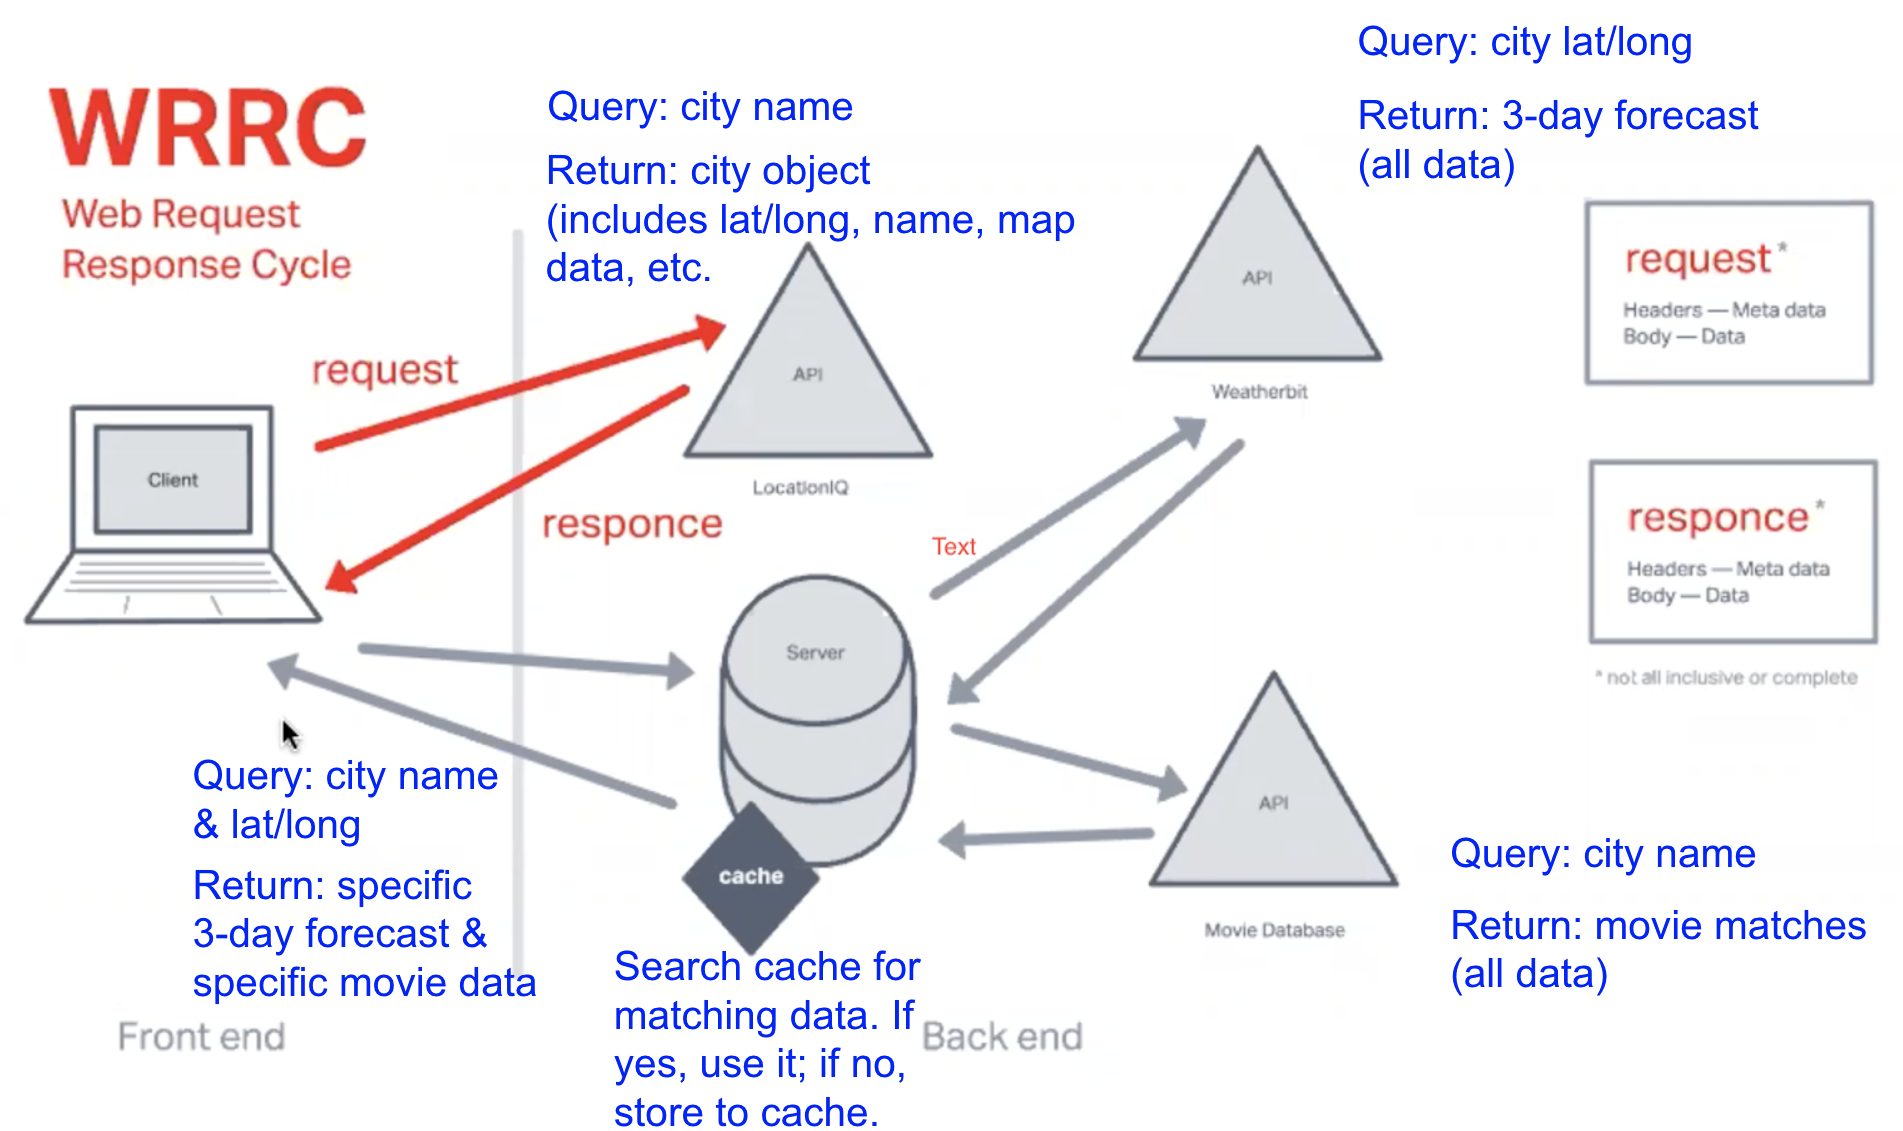 WRRC
Web Request
Response Cycle
Query: city name
Return: city object
(includes lat/long, name, map
data, etc.
Query: city lat/long
Return: 3-day forecast
(all data)
request
API
LocationIQ
responce
Client
API
Weatherbit
request*
Headers — Meta data
Body — Data
responce*
Headers — Meta data
Body — Data
* not all inclusive or complete
Text
Server
cache
Query: city name
& lat/long
Return: specific
3-day forecast &
specific movie data
Search cache for
matching data. If
yes, use it; if no,
store to cache.
API
Movie Database
Query: city name
Return: movie matches
(all data)
Front end
Back end